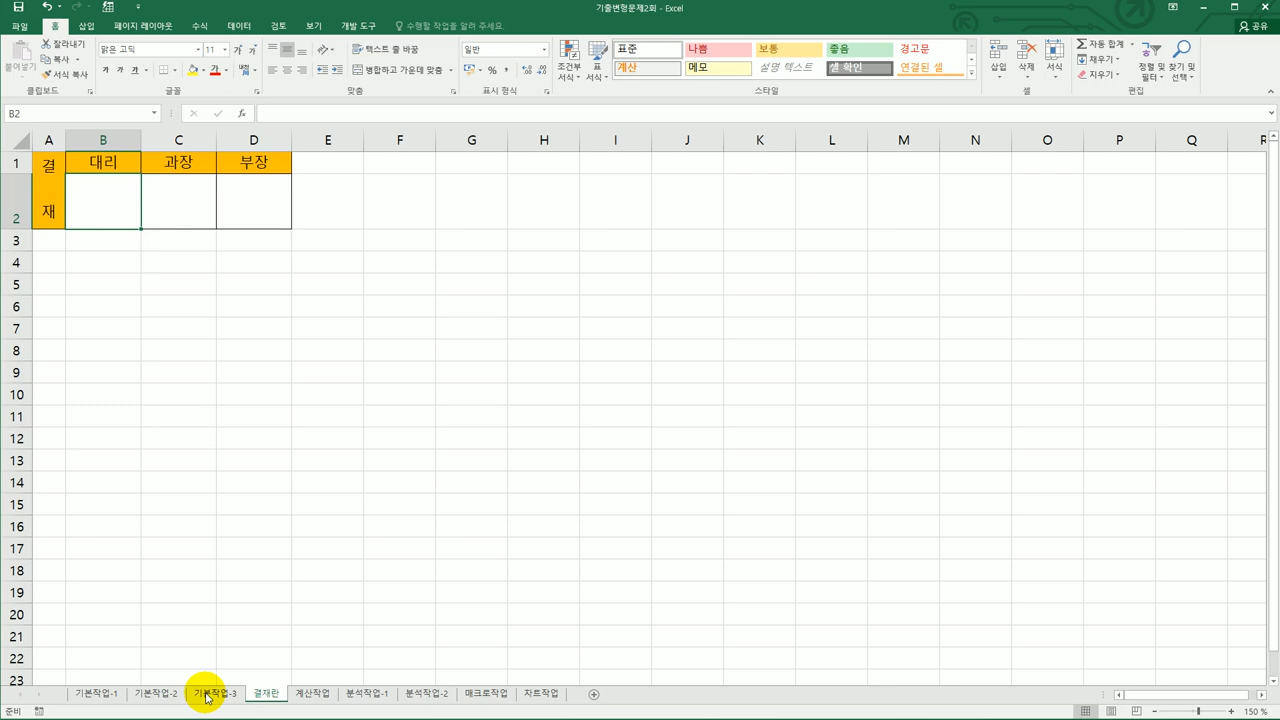 기출변형문제2회 - Excel
파일 홈 삽입 페이지 레이아웃 수식 데이터 검토 보기 개발 도구 수행할 작업을 알려 주세요. 공유
붙여넣기 잘라내기 복사 서식 복사 클립보드
맑은 고딕 11 가 가 가 가 가 가 글꼴
텍스트 줄 바꿈 병합하고 가운데 맞춤 맞춤
일반 % 표시 형식
조건부 서식 표 서식 표준 나쁨 보통 좋음 경고문
계산 메모 설명 텍스트 셀 확인 연결된 셀 스타일
삽입 삭제 서식 셀
자동 합계 채우기 지우기 정렬 및 필터 찾기 및 선택 편집
B2 fx
A B C D E F G H I J K L M N O P Q R
1 결 대리 과장 부장
2 재
3
4
5
6
7
8
9
10
11
12
13
14
15
16
17
18
19
20
21
22
23
기본작업-1 기본작업-2 기본작업-3 결재란 계산작업 분석작업-1 분석작업-2 매크로작업 차트작업
준비 150 %